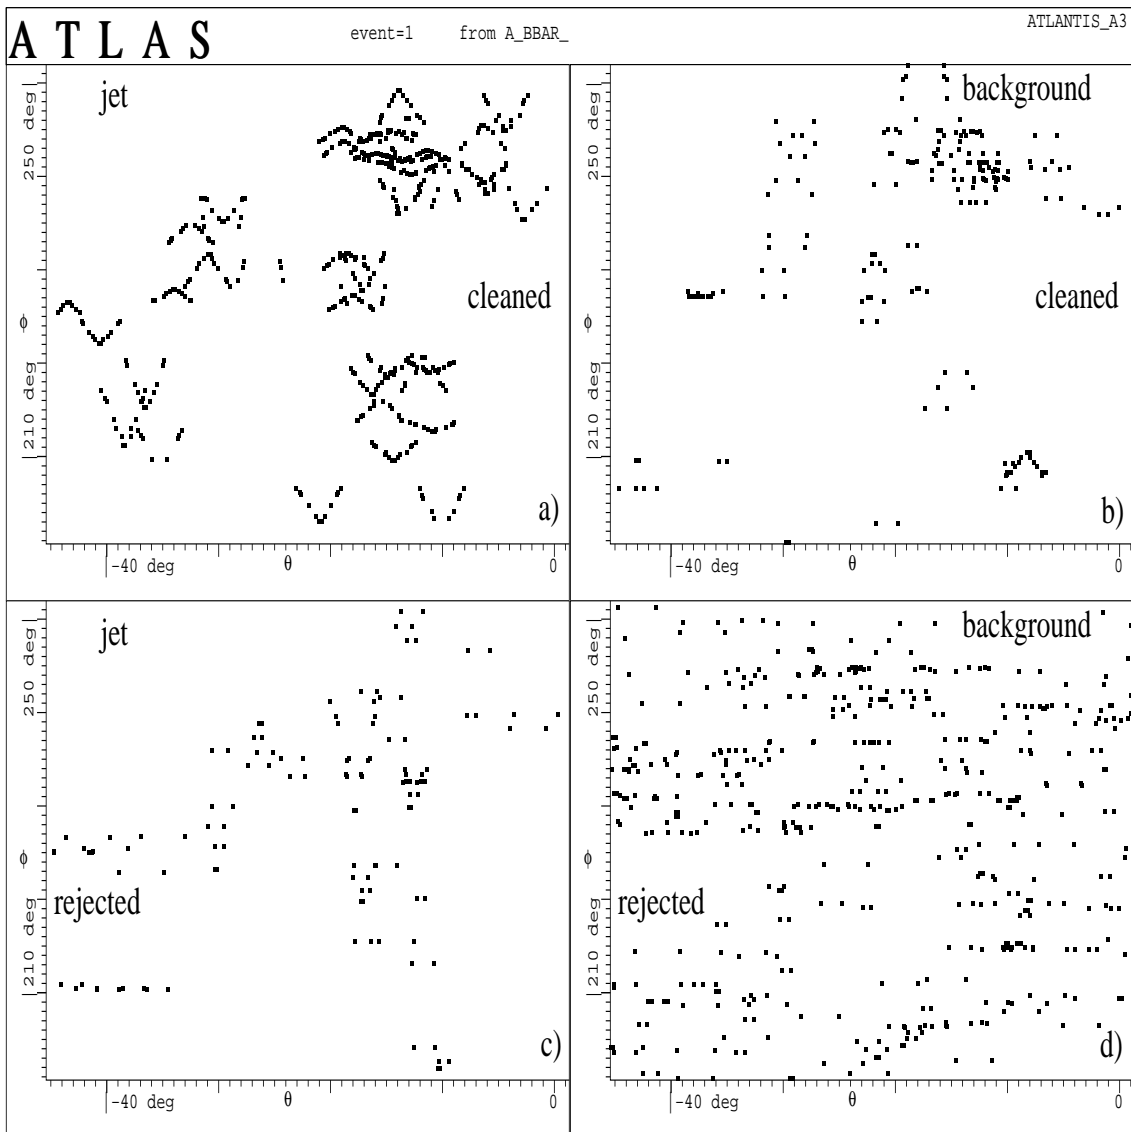 A T L A S event=1 from A_BBAR_ ATLANTIS_A3
jet
250 deg
cleaned
-ϕ
210 deg
a)
-40 deg θ 0
background
250 deg
cleaned
-ϕ
210 deg
b)
-40 deg θ 0
jet
250 deg
-ϕ
rejected
210 deg
c)
-40 deg θ 0
background
250 deg
-ϕ
rejected
210 deg
d)
-40 deg θ 0